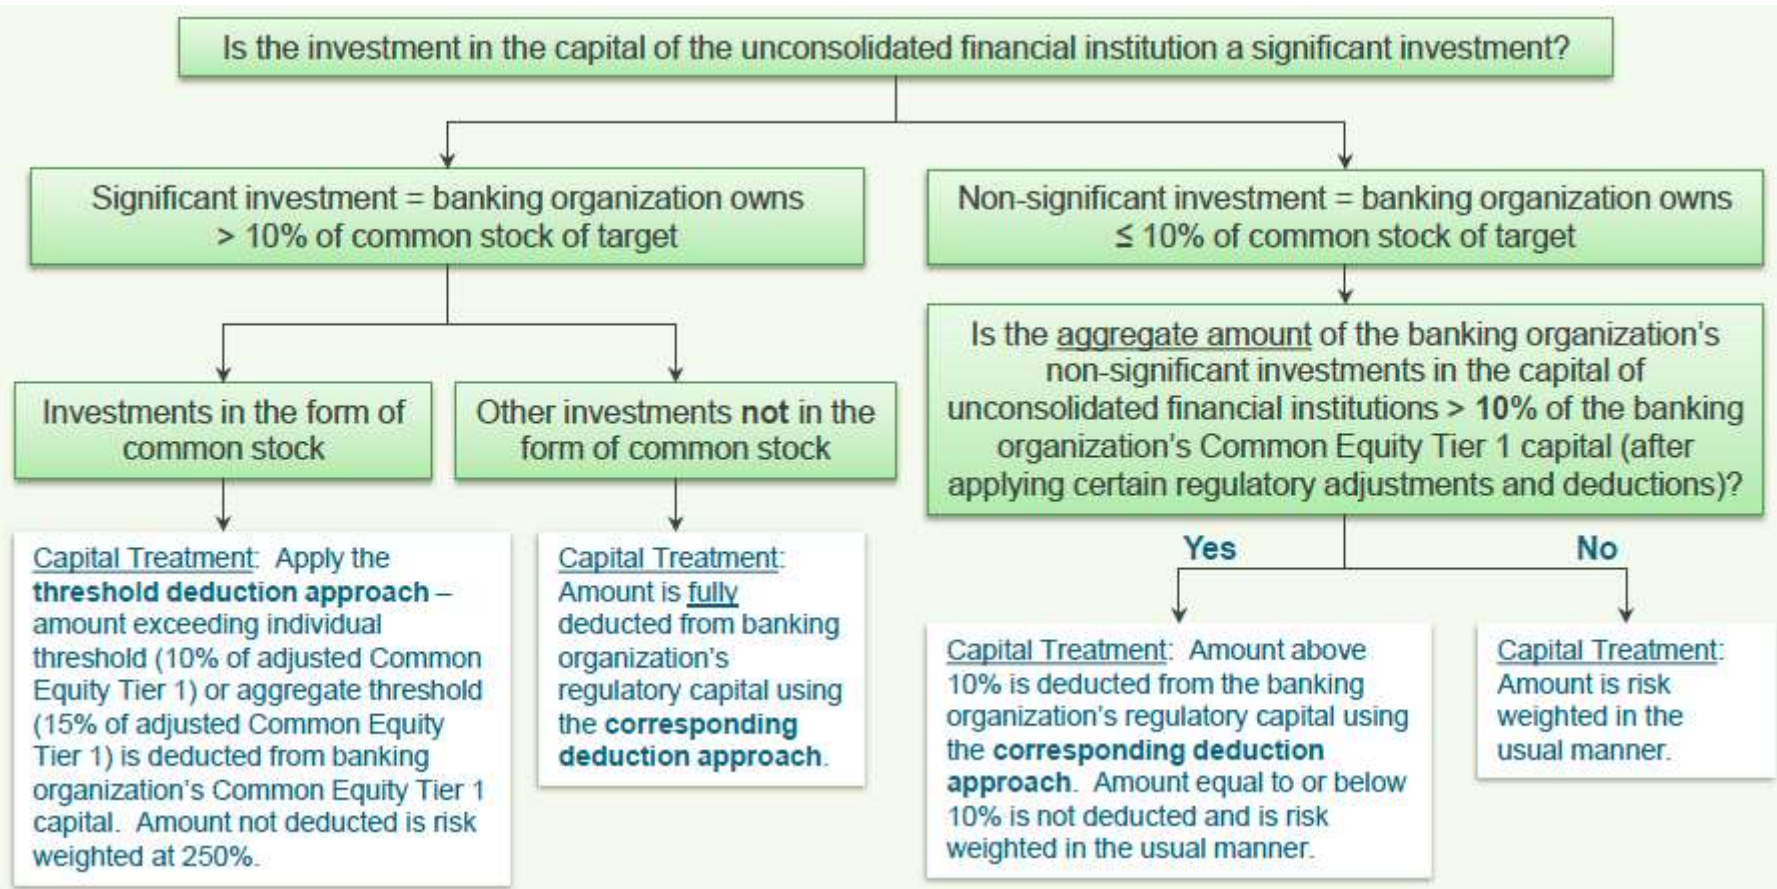 Is the investment in the capital of the unconsolidated financial institution a significant investment?
Significant investment = banking organization owns
> 10% of common stock of target
Non-significant investment = banking organization owns
≤ 10% of common stock of target
Is the aggregate amount of the banking organization's
non-significant investments in the capital of
unconsolidated financial institutions > 10% of the banking
organization's Common Equity Tier 1 capital (after
applying certain regulatory adjustments and deductions)?
Investments in the form of
common stock
Other investments not in the
form of common stock
Yes
No
Capital Treatment: Apply the
threshold deduction approach –
amount exceeding individual
threshold (10% of adjusted Common
Equity Tier 1) or aggregate threshold
(15% of adjusted Common Equity
Tier 1) is deducted from banking
organization's Common Equity Tier 1
capital. Amount not deducted is risk
weighted at 250%.
Capital Treatment:
Amount is fully
deducted from banking
organization's
regulatory capital using
the corresponding
deduction approach.
Capital Treatment: Amount above
10% is deducted from the banking
organization's regulatory capital using
the corresponding deduction
approach. Amount equal to or below
10% is not deducted and is risk
weighted in the usual manner.
Capital Treatment:
Amount is risk
weighted in the
usual manner.